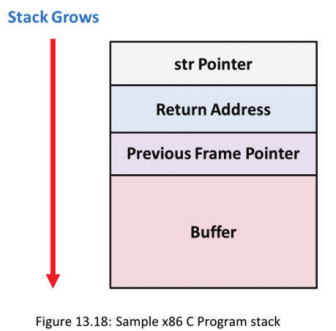 Stack Grows
str Pointer
Return Address
Previous Frame Pointer
Buffer
Figure 13.18: Sample x86 C Program stack